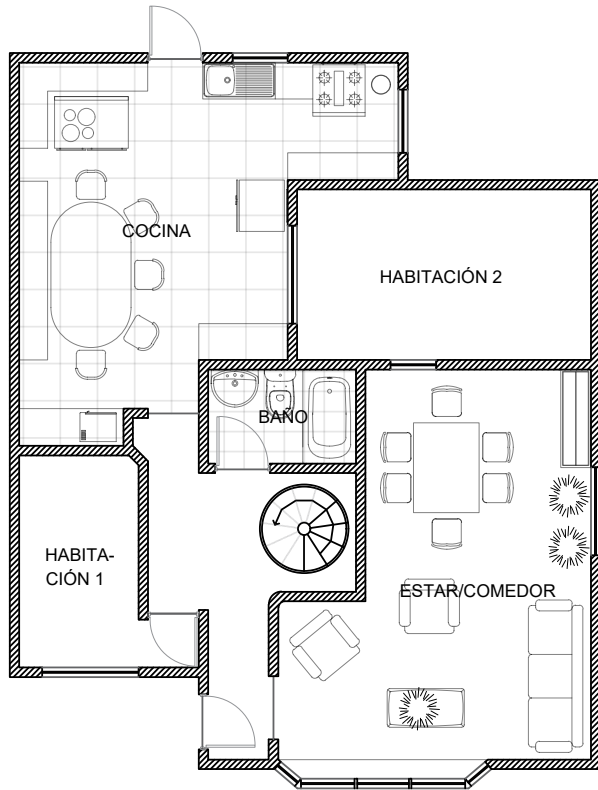 COCINA
HABITACIÓN 2
BAÑO
HABITA-
CIÓN 1
ESTAR/COMEDOR